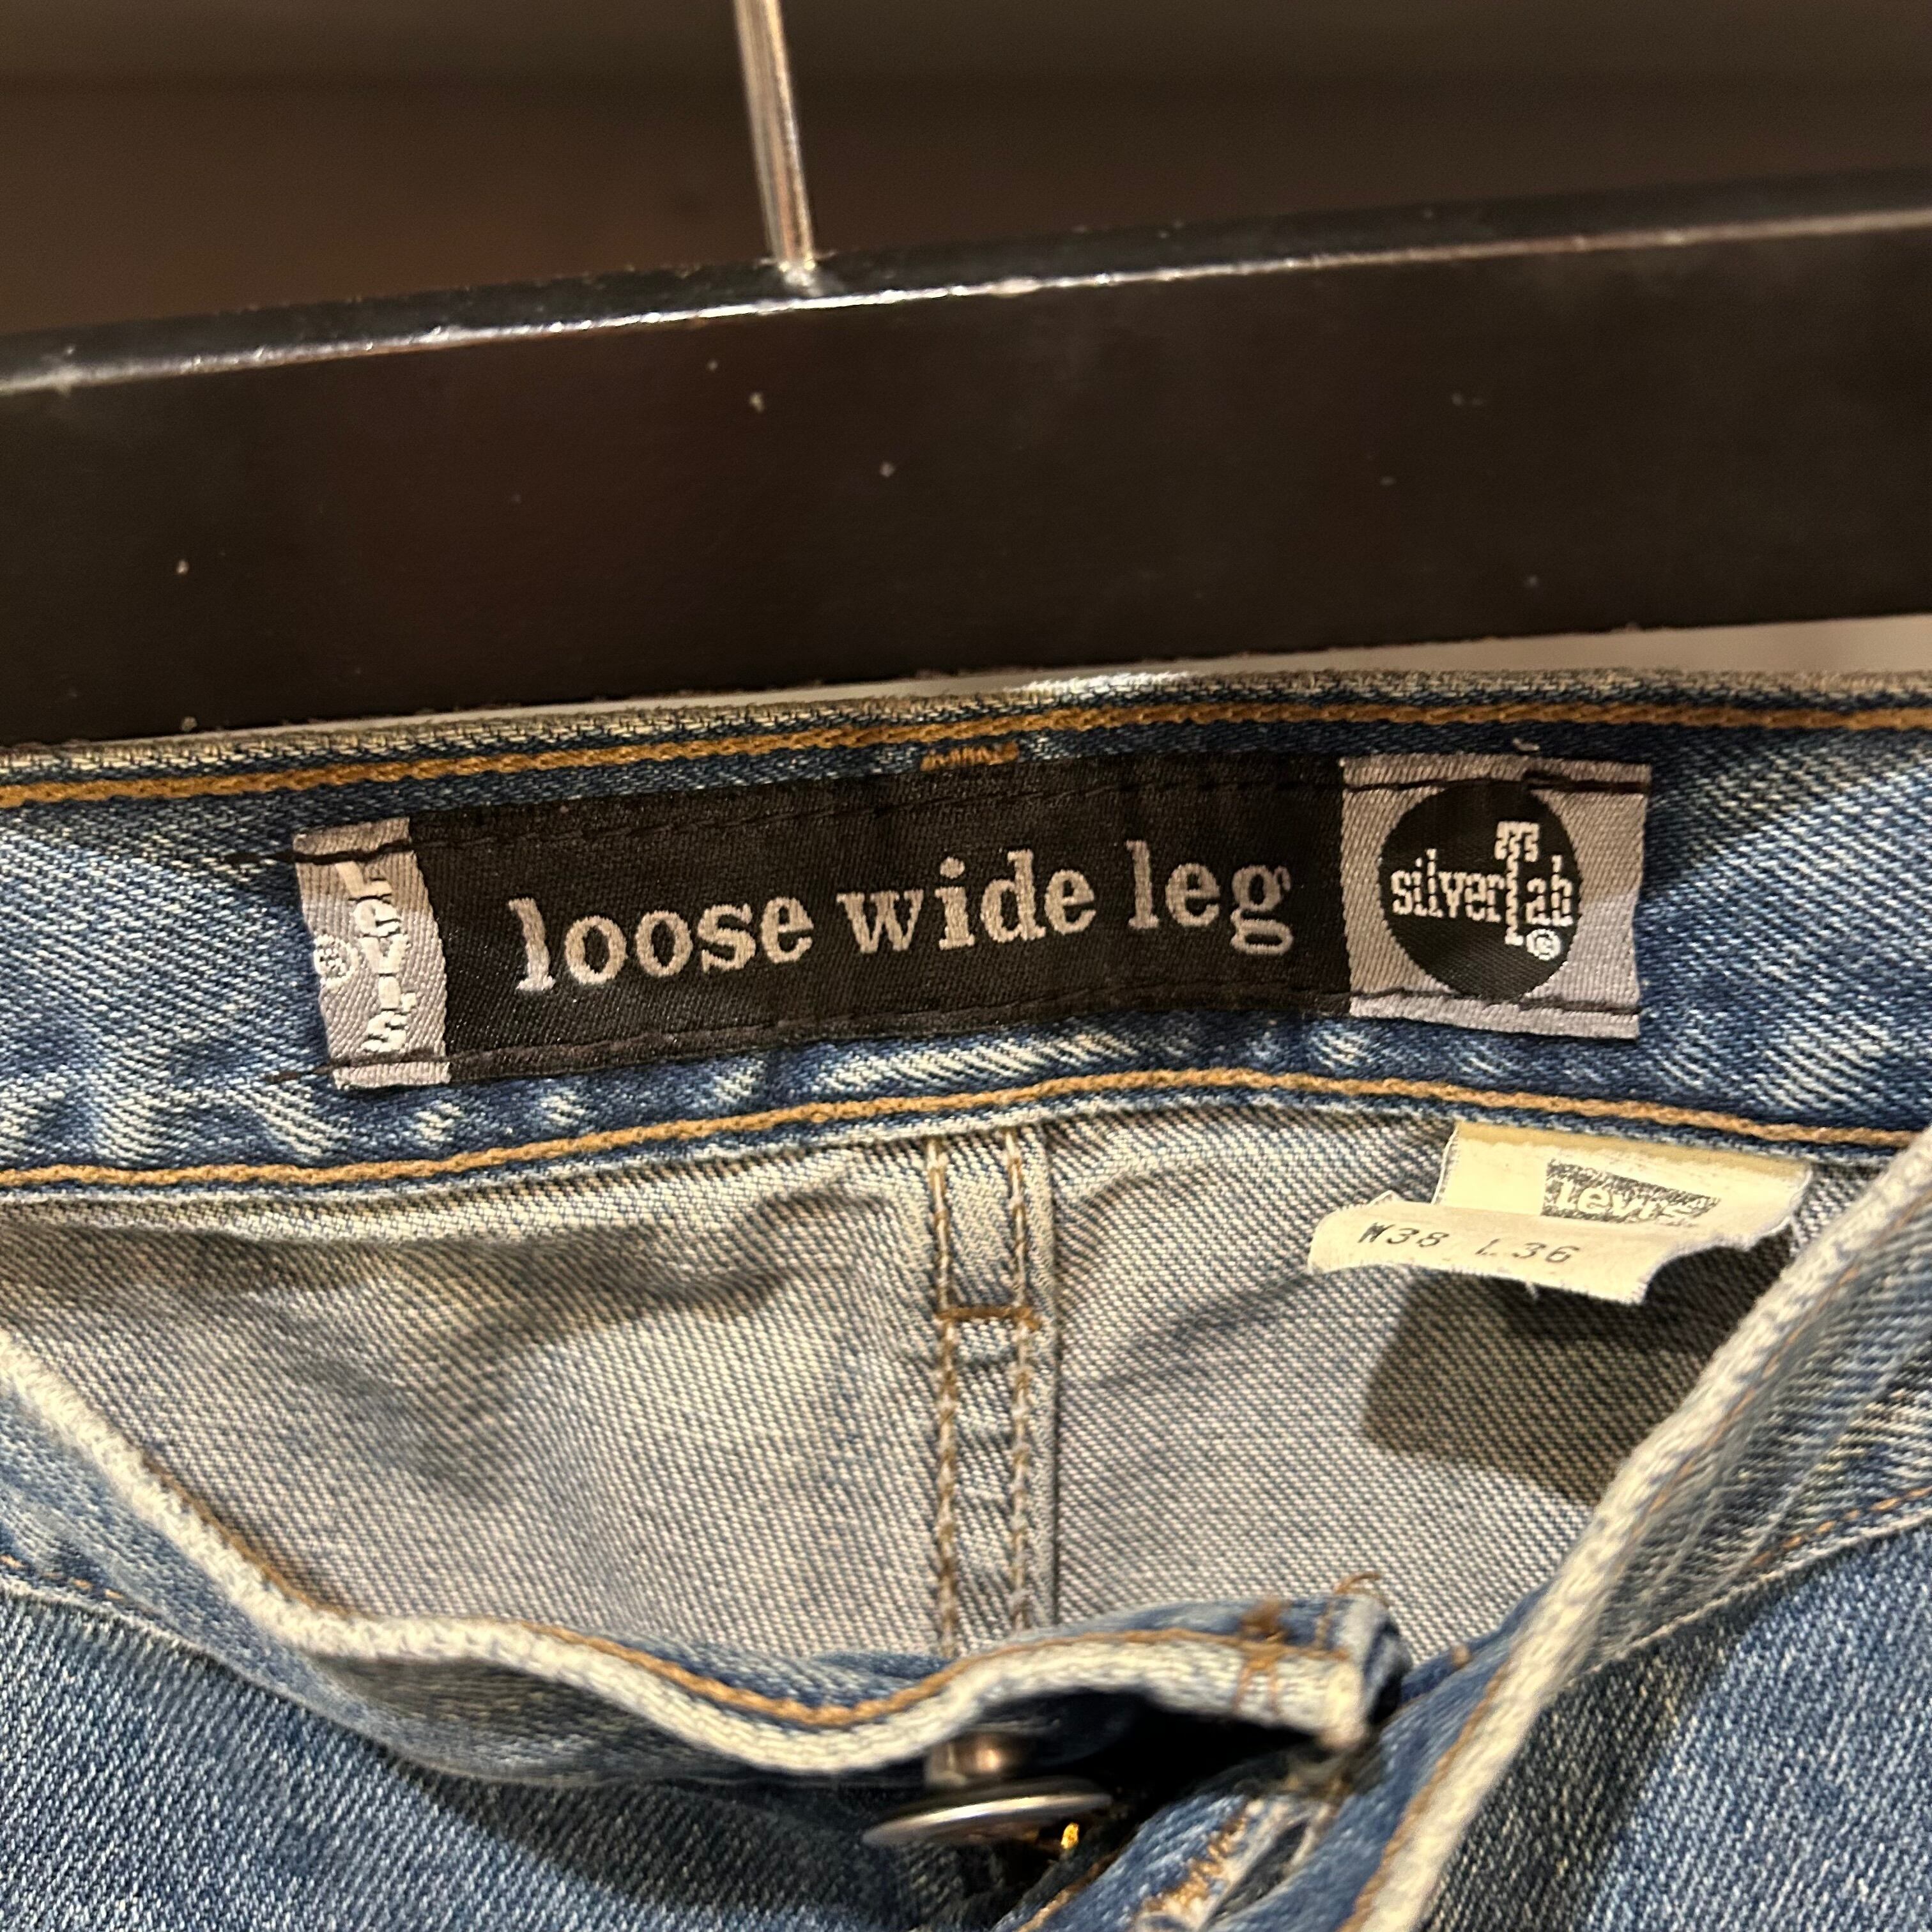 Levi's ®
loose wide leg
silverTab ®
Levi's
W38 L36